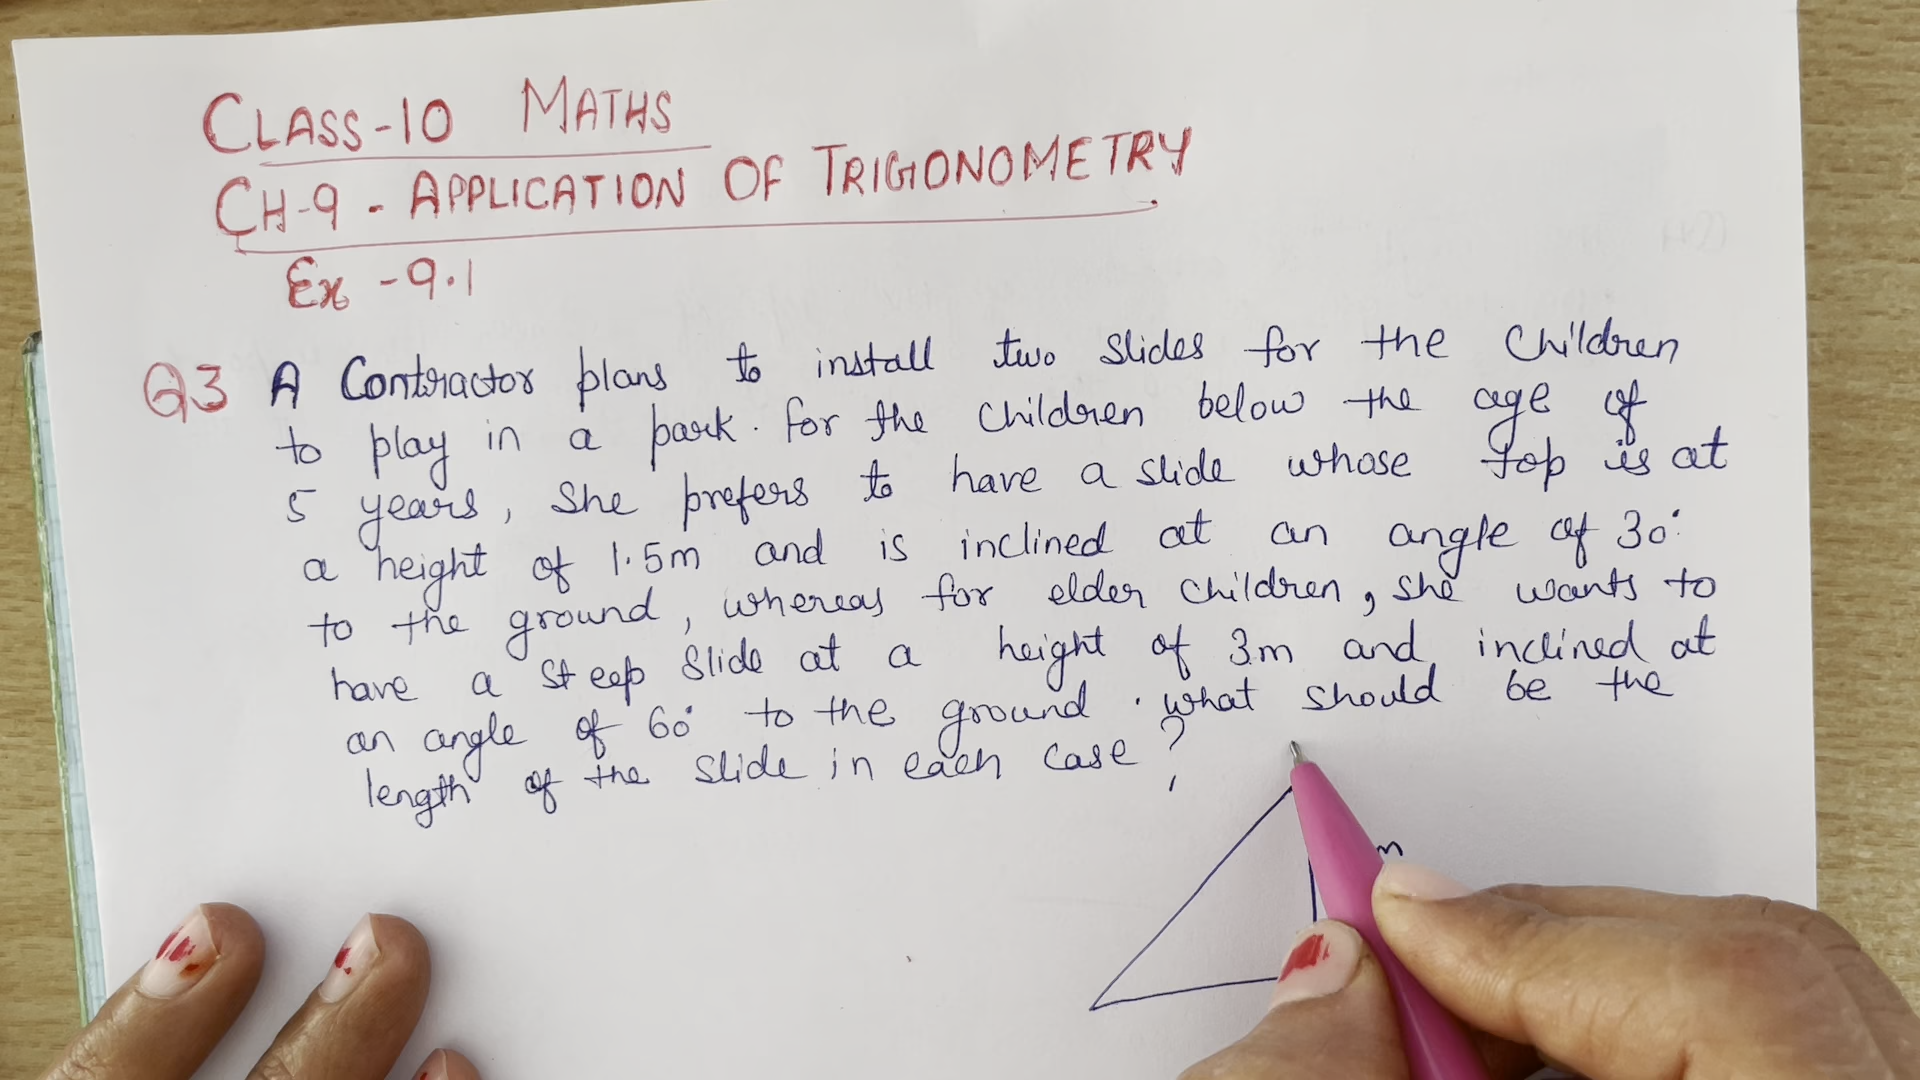 CLASS-10 MATHS
CH-9 - APPLICATION OF TRIGIONOMETRY
Ex -9.1
Q3 A Contractor plans to install two slides for the children
to play in a park. for the children below the age of
5 years, She prefers to have a slide whose top is at
a height of 1.5m and is inclined at an angle of 30°
to the ground, whereas for elder children, she wants to
have a steep slide at a height of 3m and inclined at
an angle of 60° to the ground. what should be the
length of the slide in each case?
m